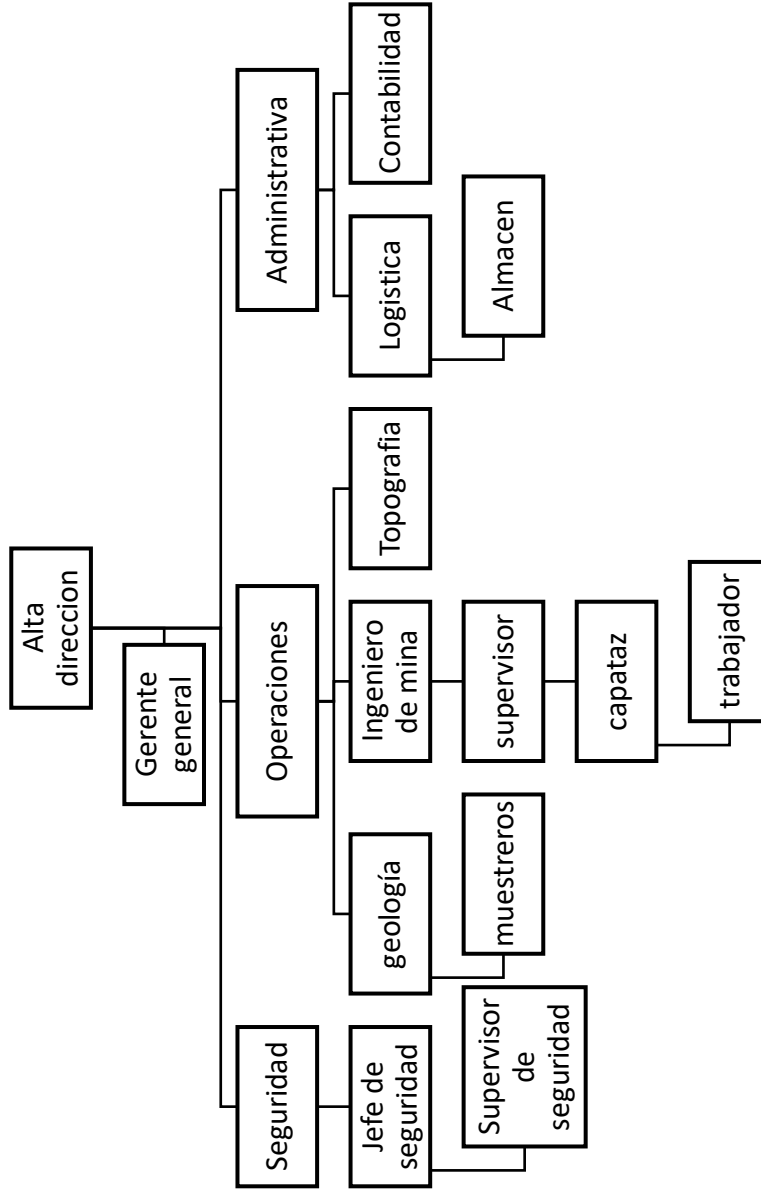 Alta
direccion
Gerente
general
Seguridad
Operaciones
Administrativa
Jefe de
seguridad
geología
Ingeniero
de mina
Topografia
Logistica
Contabilidad
Supervisor
de
seguridad
muestreros
supervisor
Almacen
capataz
trabajador